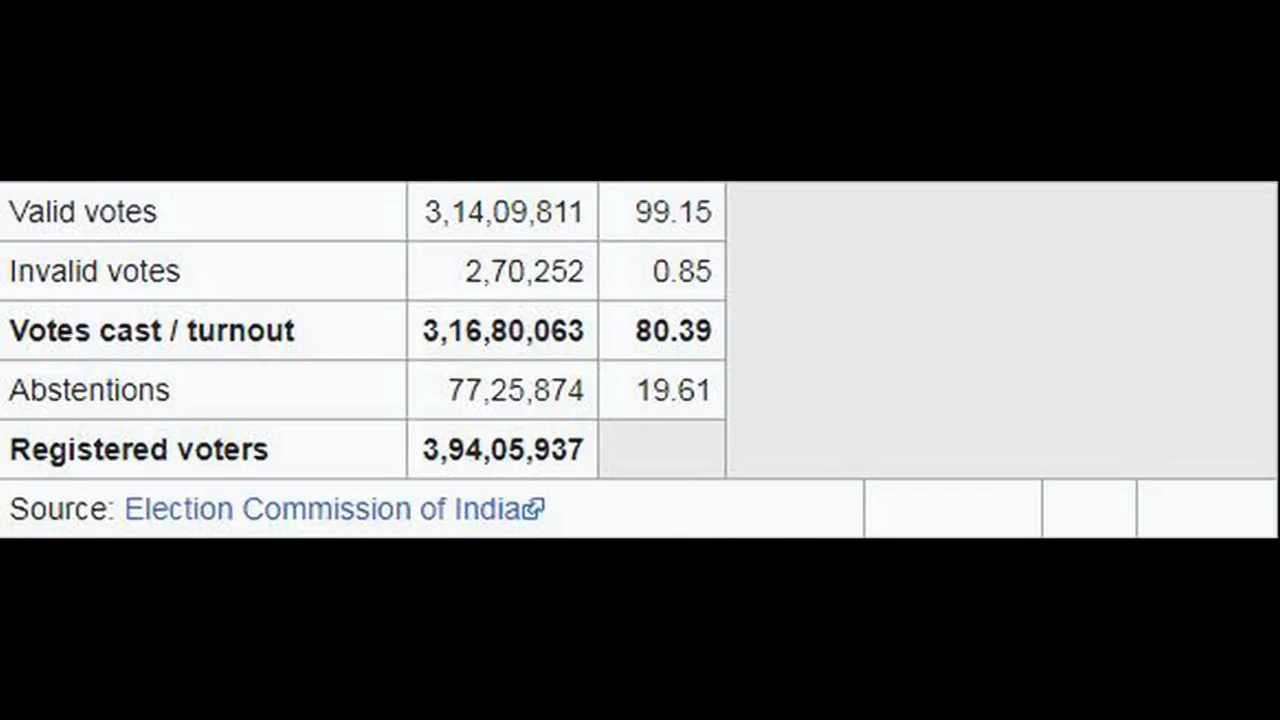 Valid votes 3,14,09,811 99.15
Invalid votes 2,70,252 0.85
Votes cast / turnout 3,16,80,063 80.39
Abstentions 77,25,874 19.61
Registered voters 3,94,05,937
Source: Election Commission of India